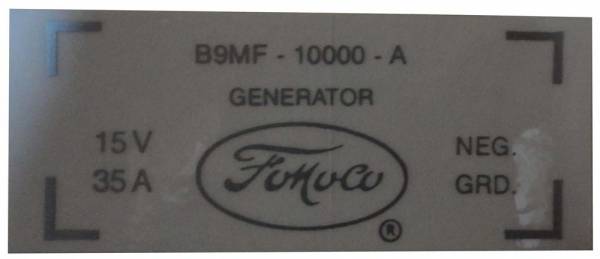 B9MF - 10000 - A
GENERATOR
15 V
35 A
FoMoCo
®
NEG.
GRD.